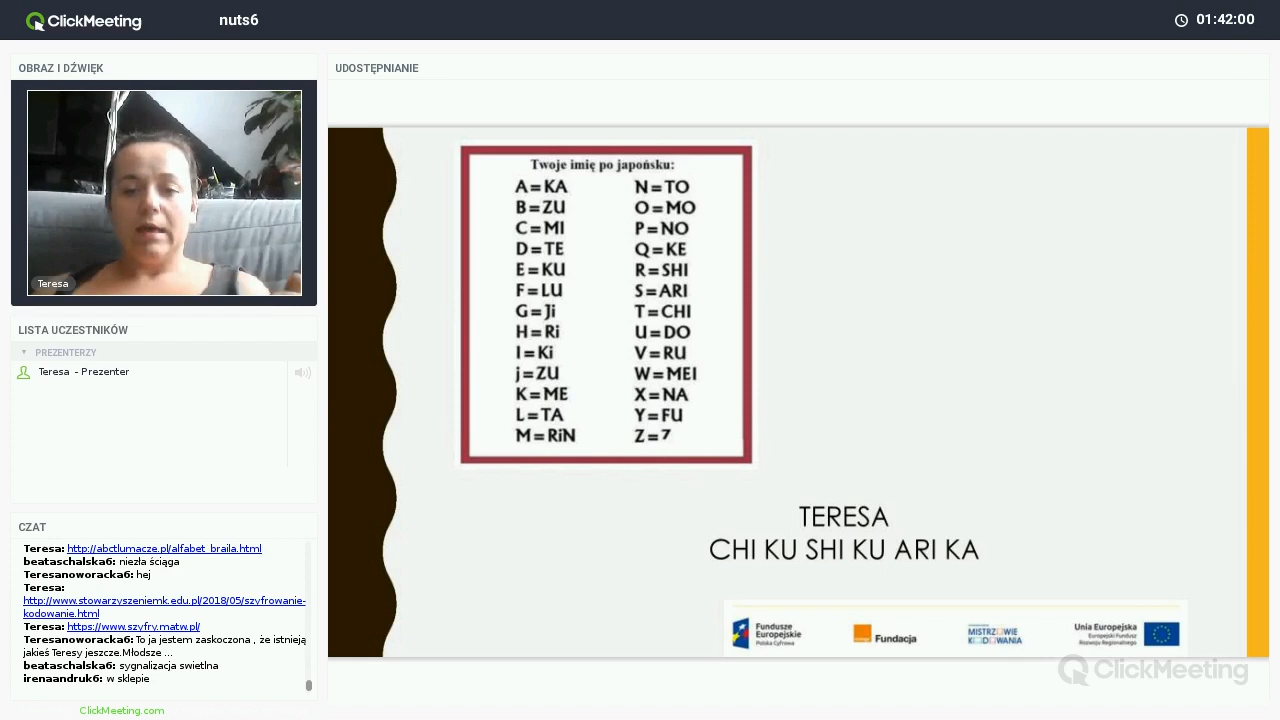 ClickMeeting
nuts6
01:42:00
OBRAZ I DŹWIĘK
Teresa
LISTA UCZESTNIKÓW
PREZENTERZY
Teresa - Prezenter
CZAT
Teresa: http://abctlumacze.pl/alfabet_braila.html
beataschalska6: niezła ściąga
Teresanoworacka6: hej
Teresa:
http://www.stowarzyszeniemk.edu.pl/2018/05/szyfrowanie-
kodowanie.html
Teresa: https://www.szyfry.matw.pl/
Teresanoworacka6: To ja jestem zaskoczona , że istnieją
jakieś Tereny jeszcze.Młodsze ...
beataschalska6: sygnalizacja swietlna
irenaandruk6: w sklepie
ClickMeeting.com
UDOSTĘPNIANIE
Twoje imię po japońsku:
A=KA
B=ZU
C=MI
D=TE
E=KU
F=LU
G=Ji
H=Ri
I=Ki
j=ZU
K=ME
L=TA
M=RiN
N=TO
O=MO
P=NO
Q=KE
R=SHI
S=ARI
T=CHI
U=DO
V=RU
W=MEI
X=NA
Y=FU
Z=7
TERESA
CHI KU SHI KU ARI KA
Fundusze
Europejskie
Polska Cyfrowa
Fundacja
MISTRZOWIE
KODOWANIA
Unia Europejska
Europejski Fundusz
Rozwoju Regionalnego
ClickMeeting